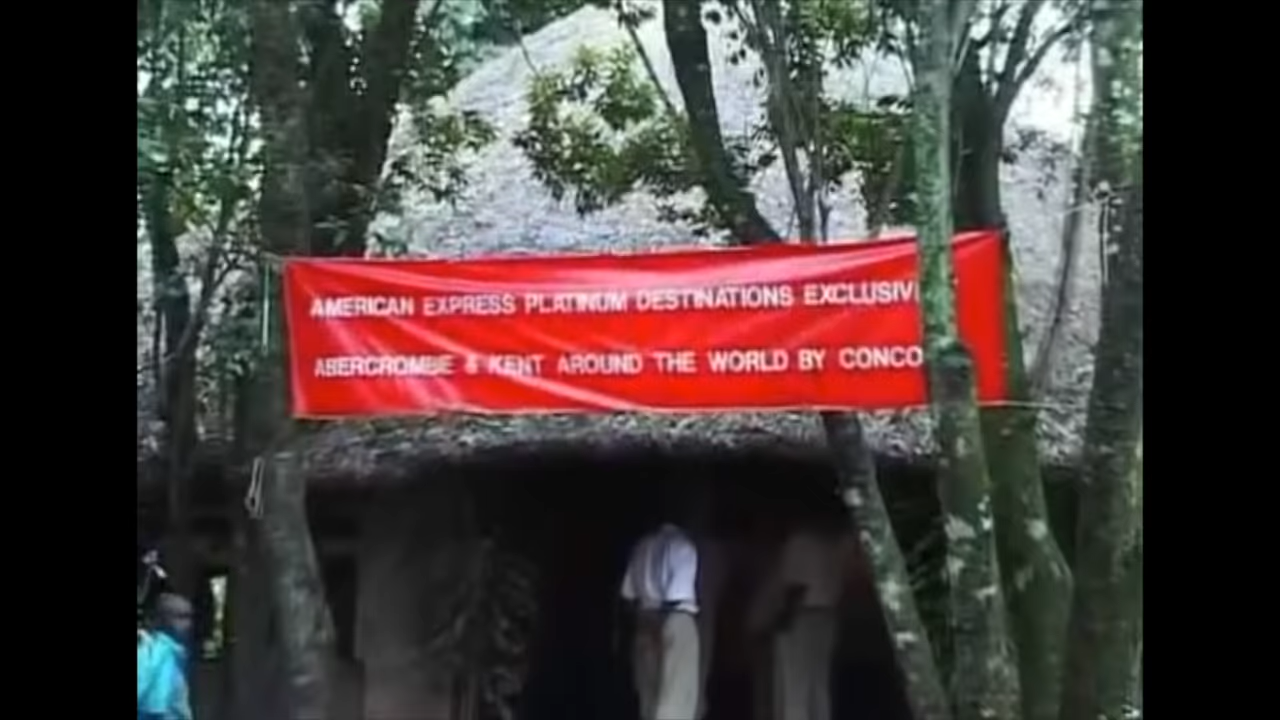 AMERICAN EXPRESS PLATINUM DESTINATIONS EXCLUSIV
ABERCROMBIE & KENT AROUND THE WORLD BY CONCO